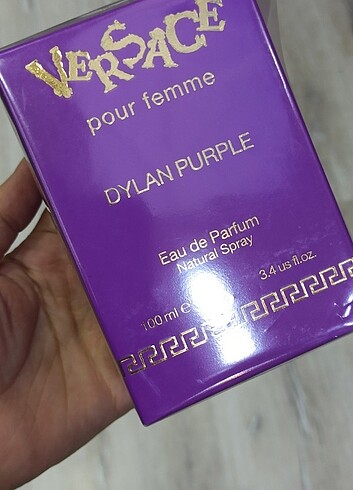 VERSACE
pour femme
DYLAN PURPLE
Eau de Parfum
Natural Spray
100 ml e 3.4 us fl.oz.